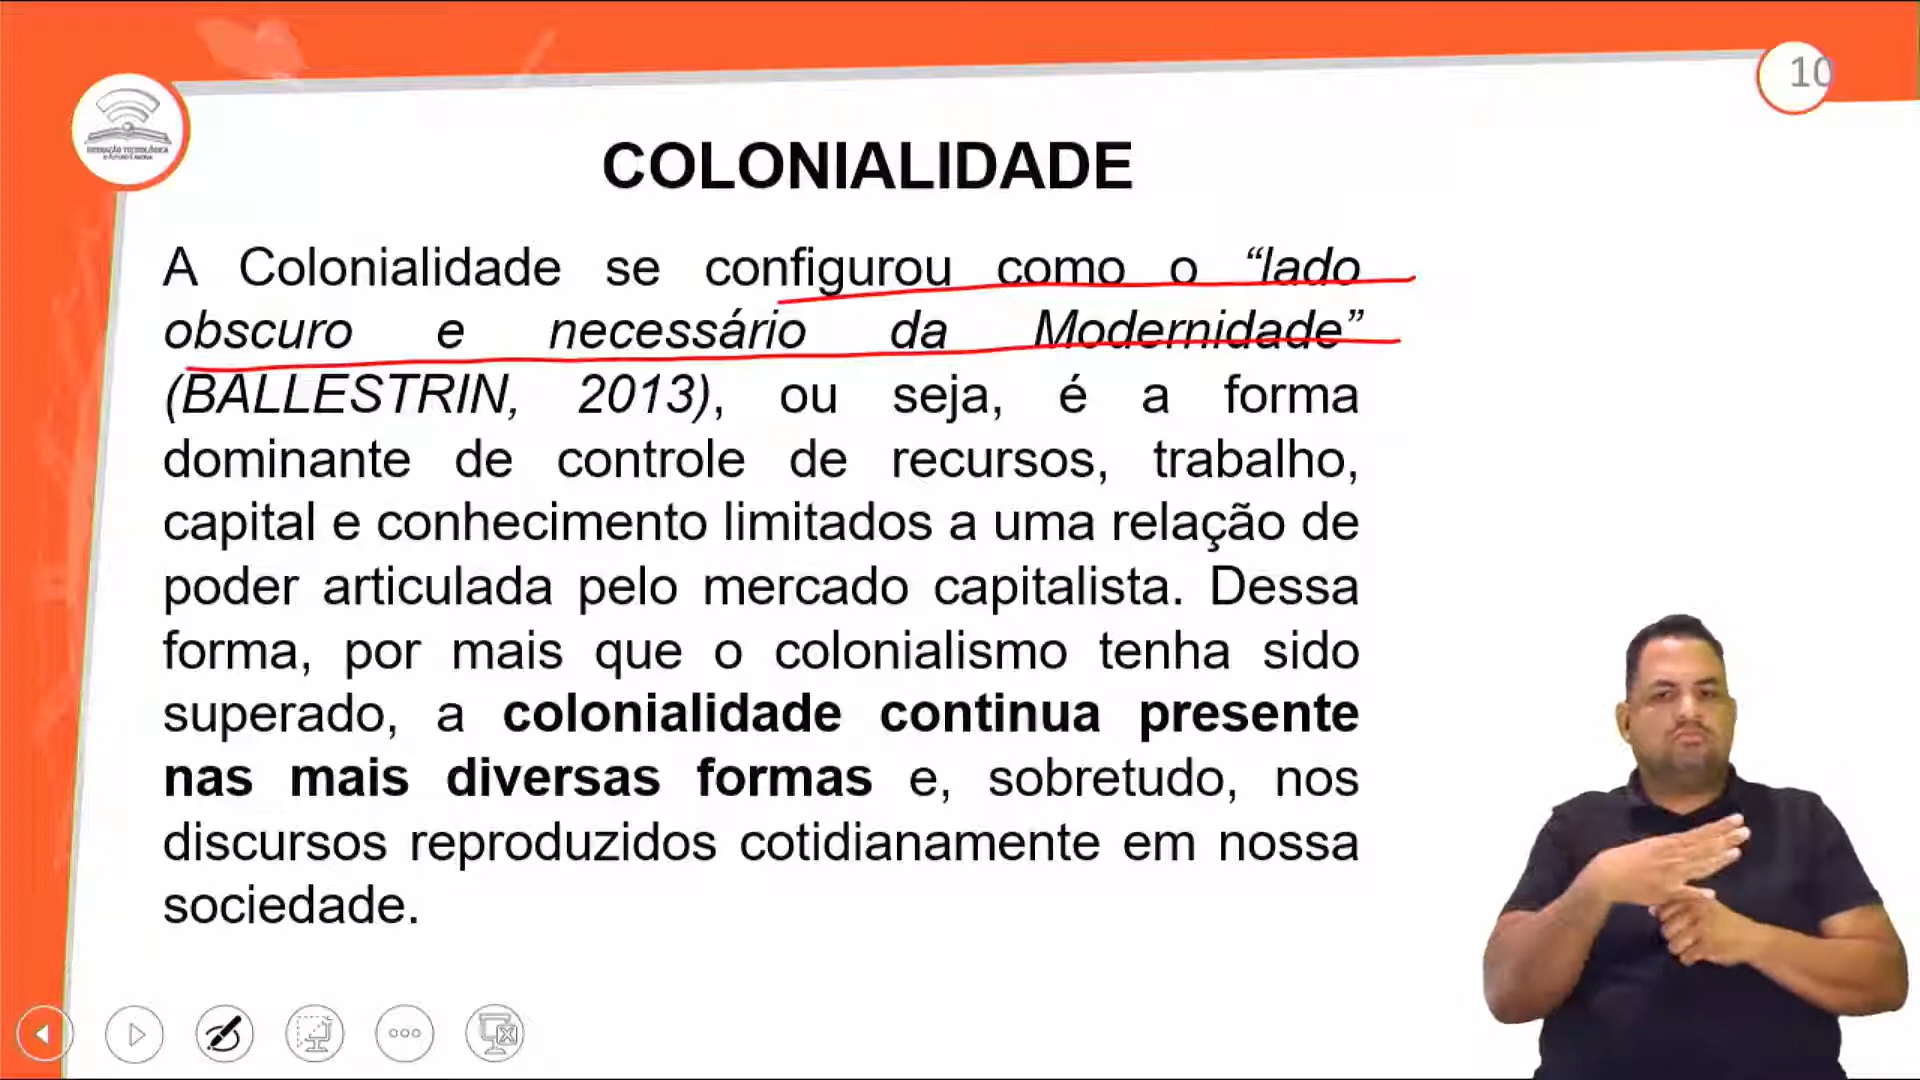 10
MEDIAÇÃO TECNOLÓGICA
COLONIALIDADE
A Colonialidade se configurou como o “lado
obscuro e necessário da Modernidade”
(BALLESTRIN, 2013), ou seja, é a forma
dominante de controle de recursos, trabalho,
capital e conhecimento limitados a uma relação de
poder articulada pelo mercado capitalista. Dessa
forma, por mais que o colonialismo tenha sido
superado, a colonialidade continua presente
nas mais diversas formas e, sobretudo, nos
discursos reproduzidos cotidianamente em nossa
sociedade.